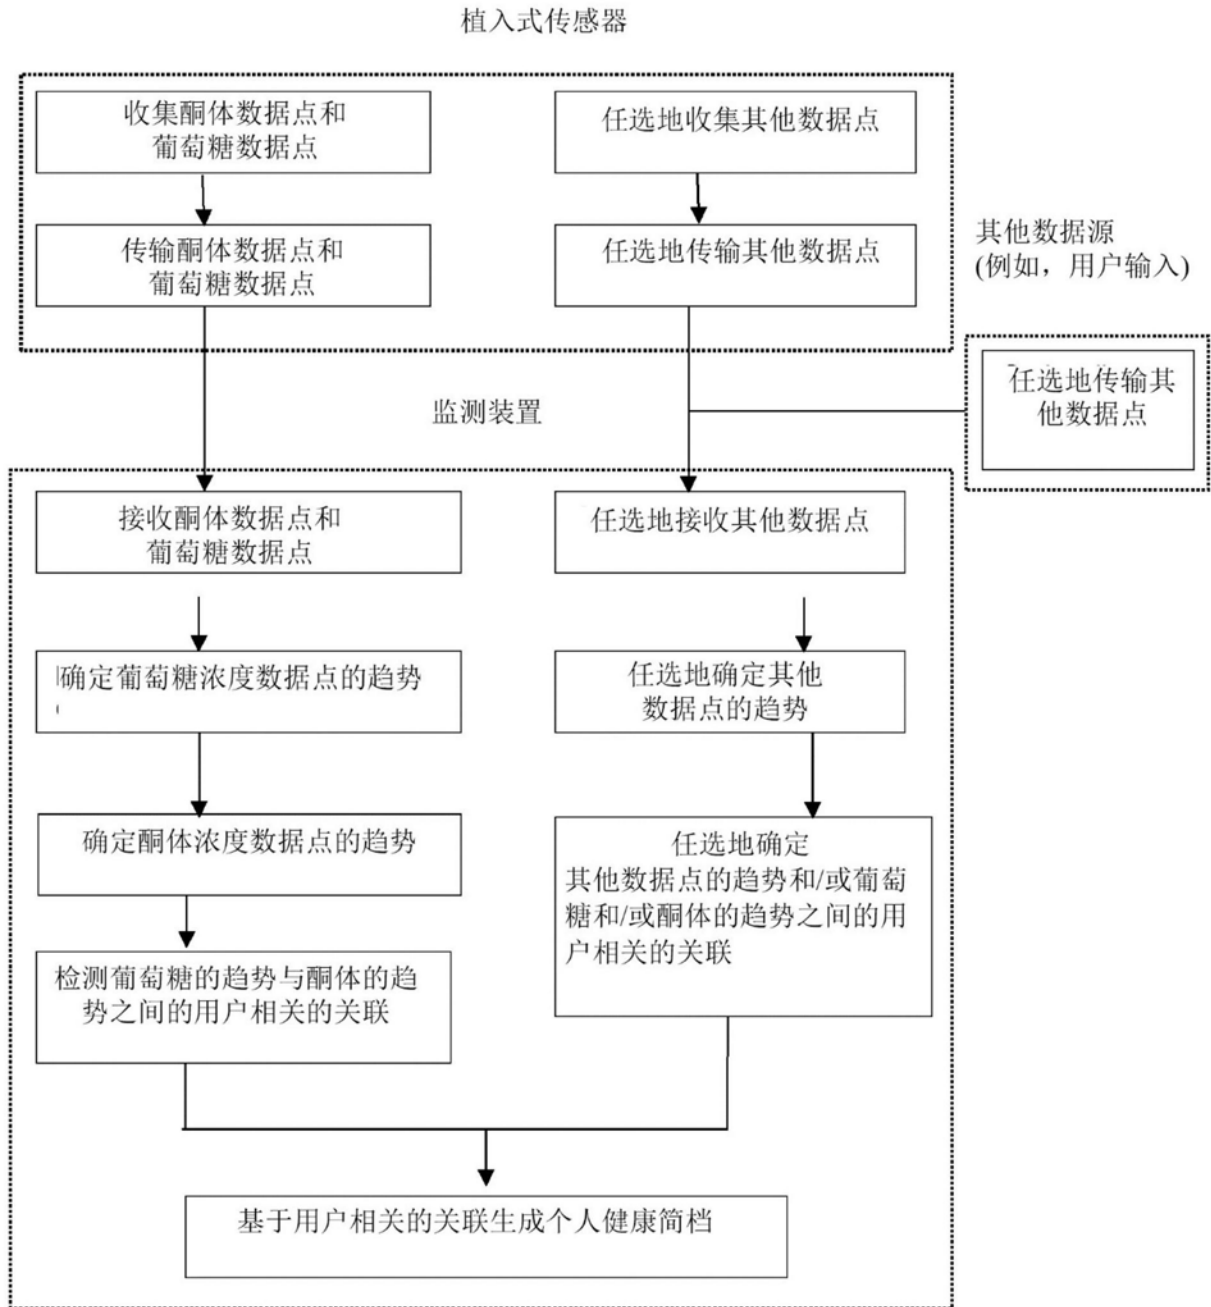 植入式传感器
收集酮体数据点和
葡萄糖数据点
任选地收集其他数据点
传输酮体数据点和
葡萄糖数据点
任选地传输其他数据点
其他数据源
(例如，用户输入)
任选地传输其
他数据点
监测装置
接收酮体数据点和
葡萄糖数据点
任选地接收其他数据点
确定葡萄糖浓度数据点的趋势
任选地确定其他
数据点的趋势
确定酮体浓度数据点的趋势
任选地确定
其他数据点的趋势和/或葡萄
糖和/或酮体的趋势之间的用
户相关的关联
检测葡萄糖的趋势与酮体的趋
势之间的用户相关的关联
基于用户相关的关联生成个人健康简档